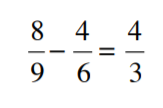 8/9 − 4/6 = 4/3